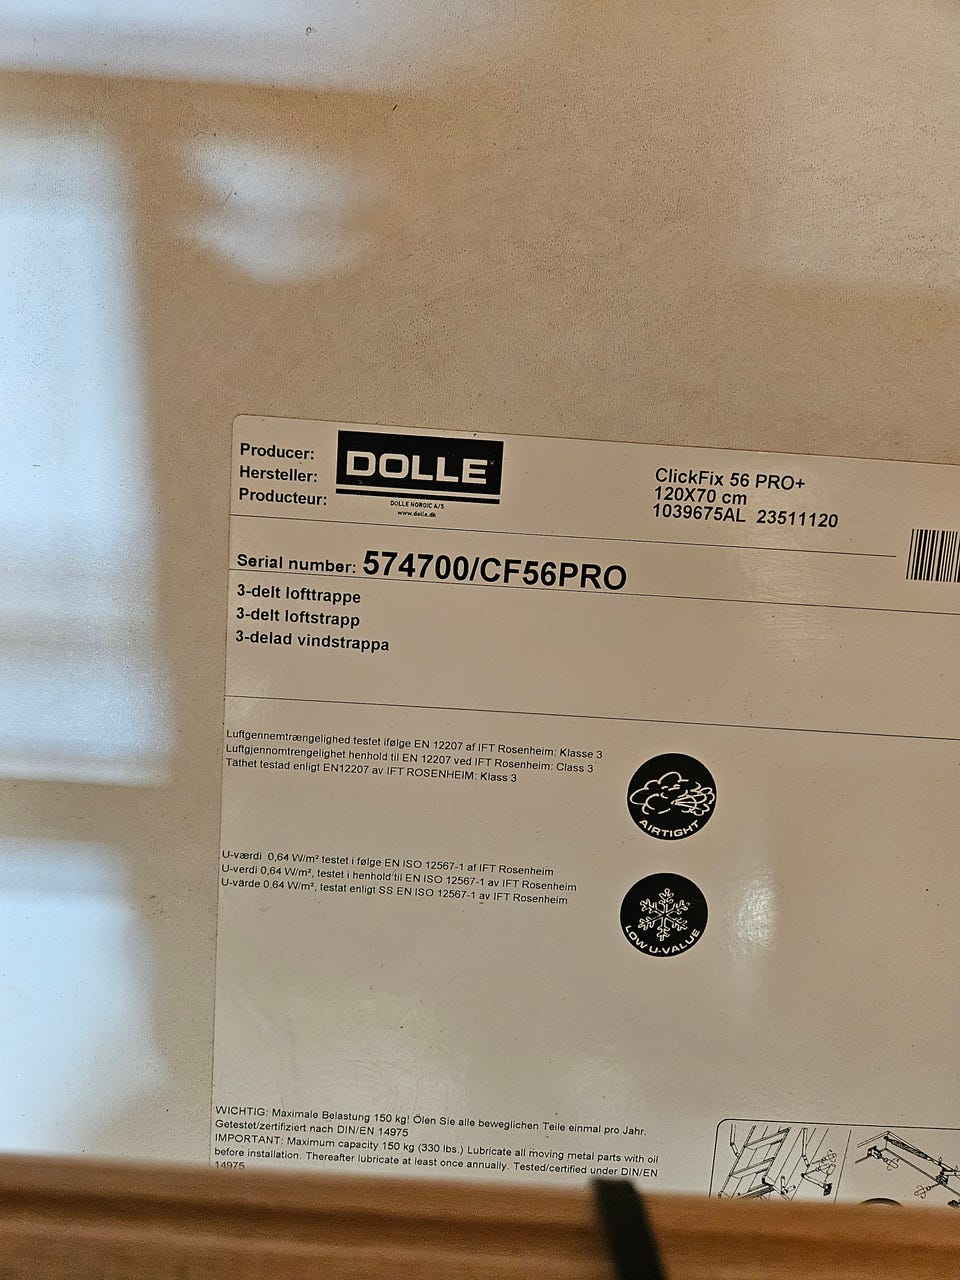 Producer:
Hersteller:
Producteur:
DOLLE
DOLLE NORDIC A/S
www.dolle.dk
ClickFix 56 PRO+
120X70 cm
1039675AL 23511120
Serial number: 574700/CF56PRO
3-delt lofttrappe
3-delt loftstrapp
3-delad vindstrappa
Luftgennemtrængelighed testet ifølge EN 12207 af IFT Rosenheim: Klasse 3
Luftgjennomtrengelighet henhold til EN 12207 ved IFT Rosenheim: Class 3
Täthet testad enligt EN12207 av IFT ROSENHEIM: Klass 3
AIRTIGHT
U-værdi 0,64 W/m² testet i følge EN ISO 12567-1 af IFT Rosenheim
U-verdi 0,64 W/m², testet i henhold til EN ISO 12567-1 av IFT Rosenheim
U-värde 0.64 W/m², testat enligt SS EN ISO 12567-1 av IFT Rosenheim
LOW U-VALUE
WICHTIG: Maximale Belastung 150 kg! Ölen Sie alle beweglichen Teile einmal pro Jahr.
Getestet/zertifiziert nach DIN/EN 14975
IMPORTANT: Maximum capacity 150 kg (330 lbs.) Lubricate all moving metal parts with oil
before installation. Thereafter lubricate at least once annually. Tested/certified under DIN/EN
14975